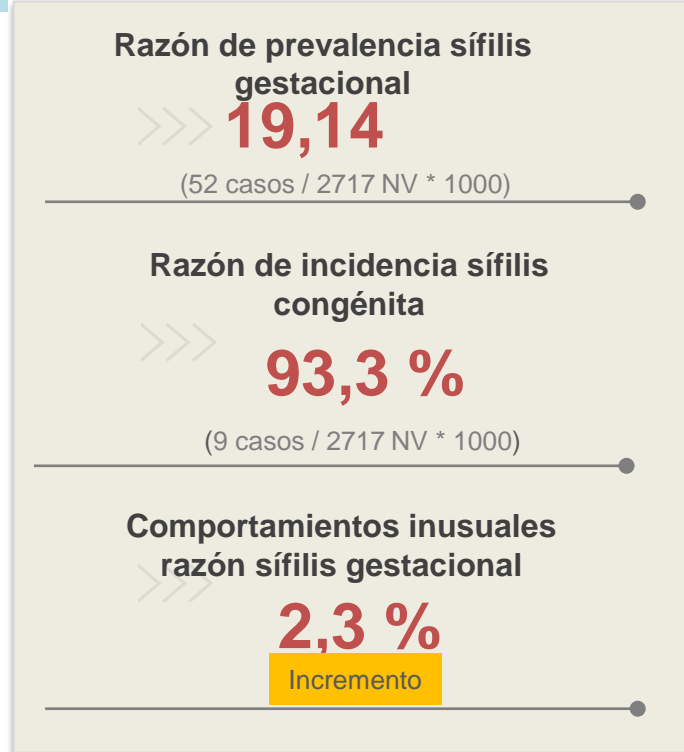 Razón de prevalencia sífilis
gestacional
19,14
(52 casos / 2717 NV * 1000)
Razón de incidencia sífilis
congénita
93,3 %
(9 casos / 2717 NV * 1000)
Comportamientos inusuales
razón sífilis gestacional
2,3 %
Incremento